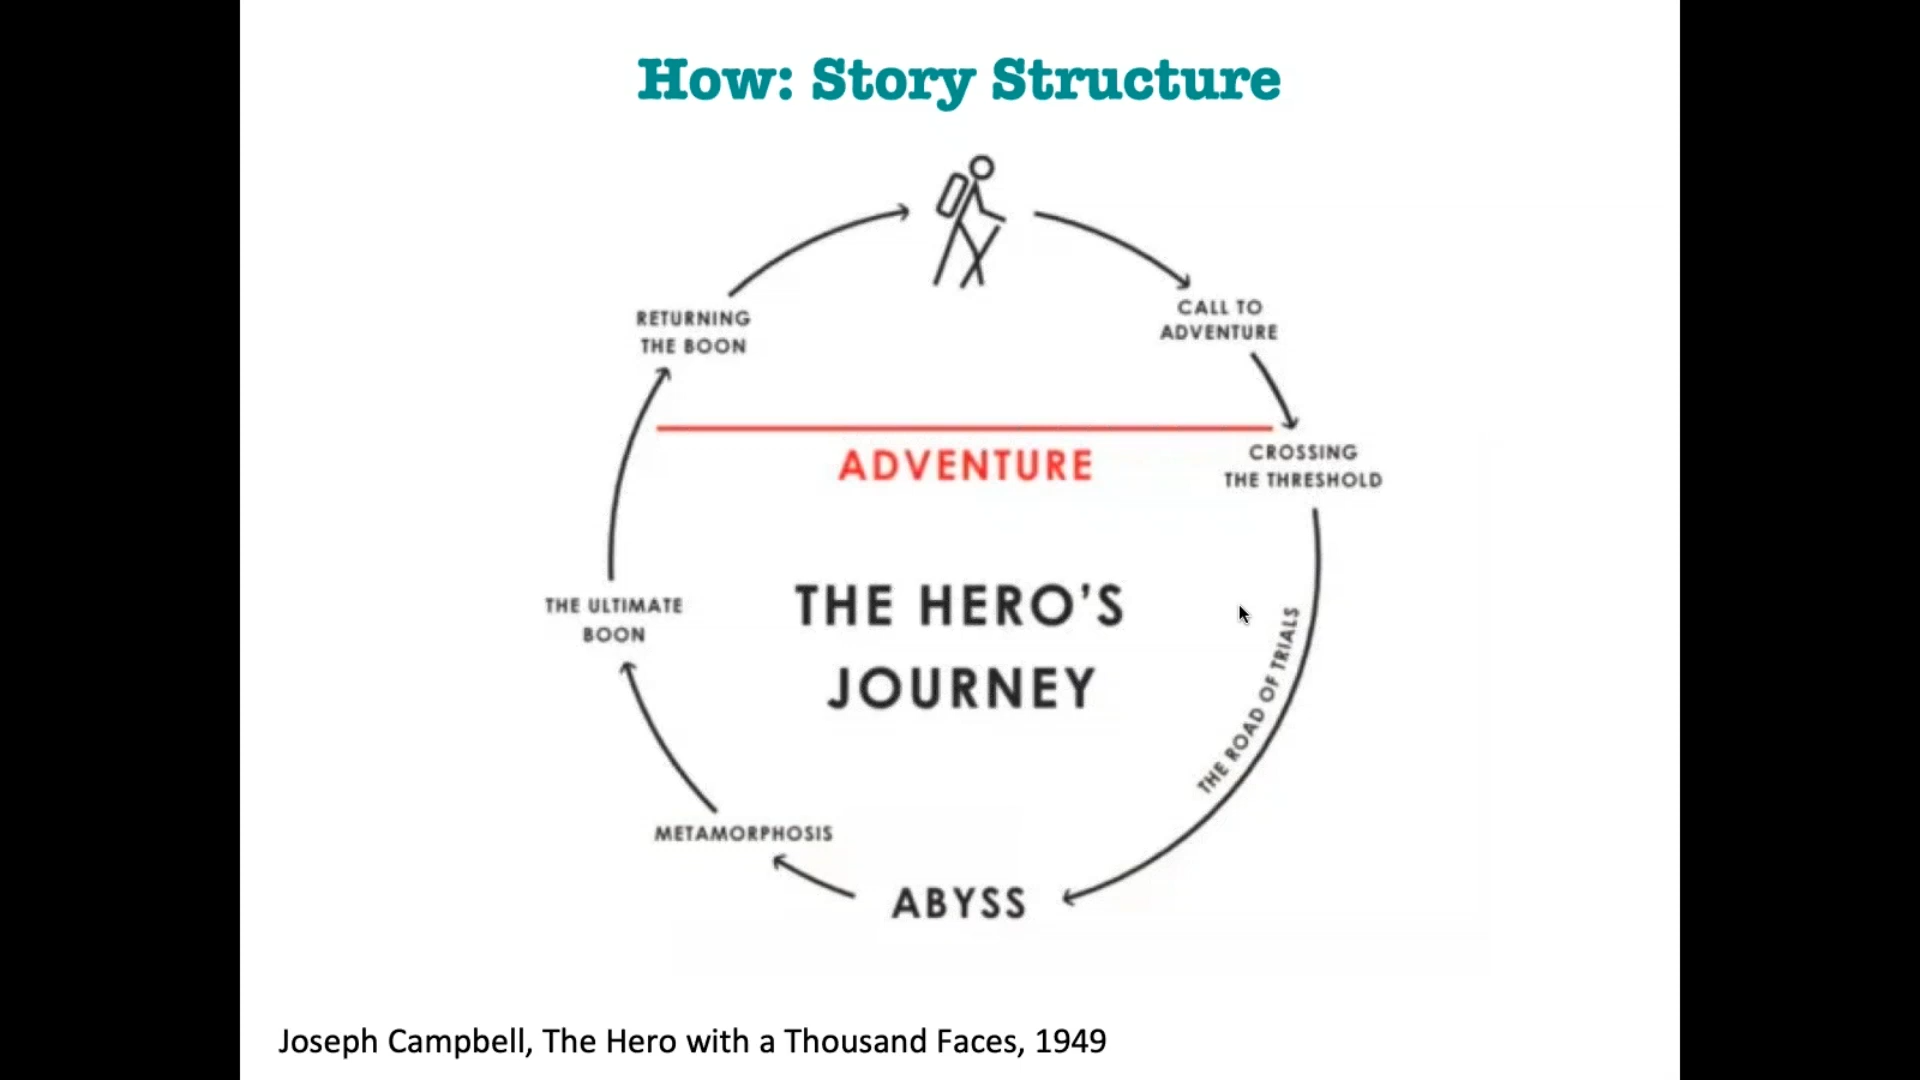 How: Story Structure
CALL TO
ADVENTURE
CROSSING
THE THRESHOLD
THE ROAD OF TRIALS
ABYSS
METAMORPHOSIS
THE ULTIMATE
BOON
RETURNING
THE BOON
ADVENTURE
THE HERO'S
JOURNEY
Joseph Campbell, The Hero with a Thousand Faces, 1949